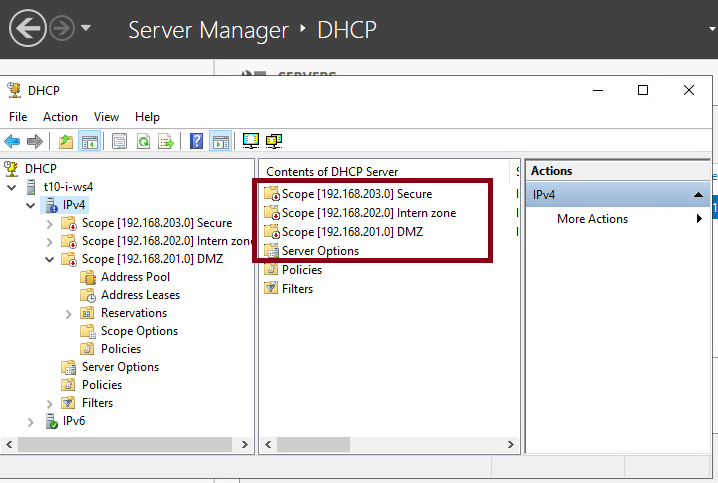 Server Manager ‣ DHCP
SERVERS
DHCP
File Action View Help
DHCP
t10-i-ws4
IPv4
Scope [192.168.203.0] Secure
Scope [192.168.202.0] Intern zone
Scope [192.168.201.0] DMZ
Address Pool
Address Leases
Reservations
Scope Options
Policies
Server Options
Policies
Filters
IPv6
Contents of DHCP Server
Scope [192.168.203.0] Secure
Scope [192.168.202.0] Intern zone
Scope [192.168.201.0] DMZ
Server Options
Policies
Filters
Actions
IPv4
More Actions